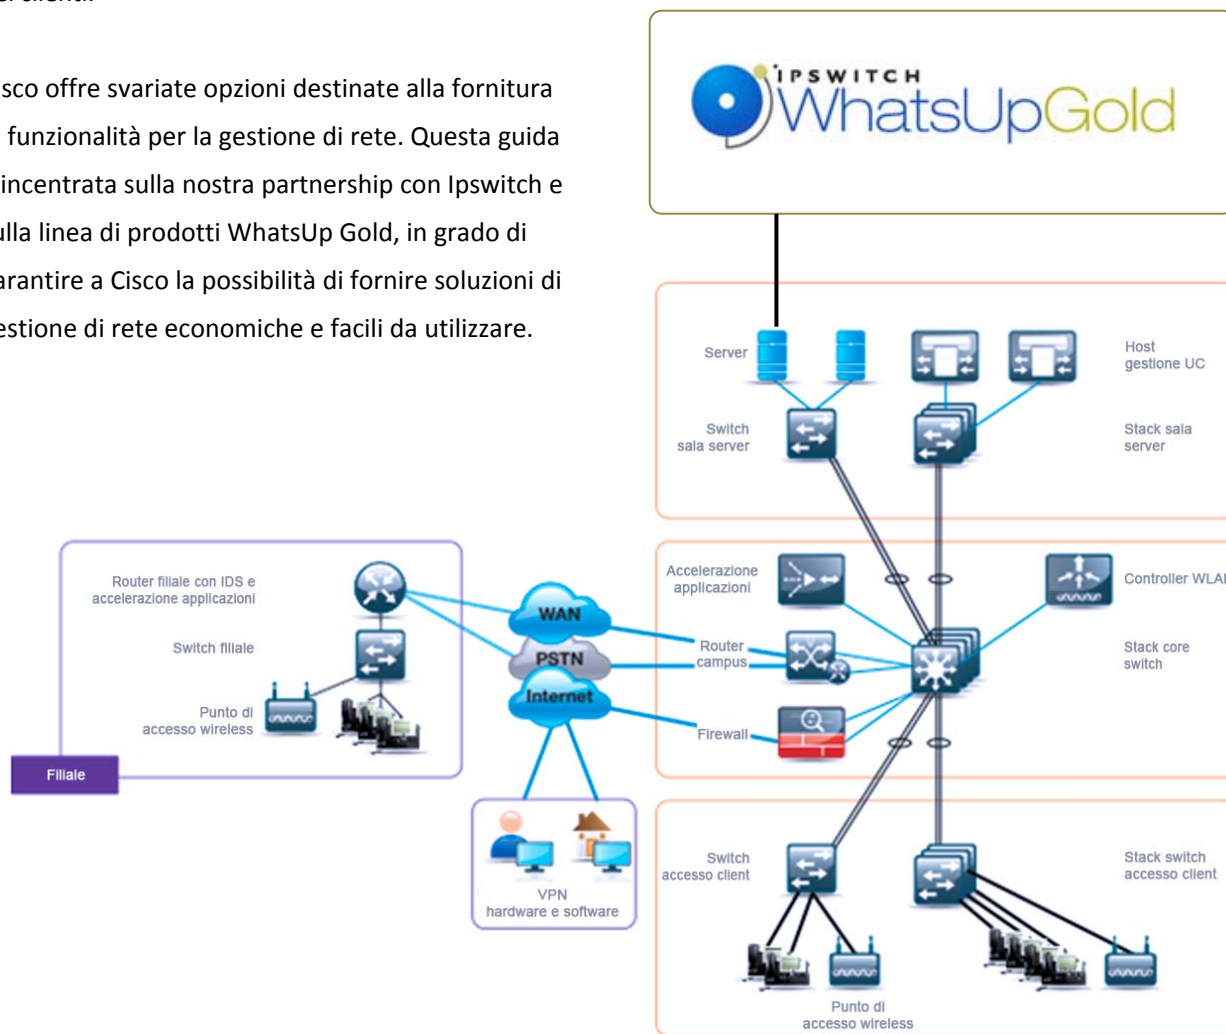 clienti.
isco offre svariate opzioni destinate alla fornitura
funzionalità per la gestione di rete. Questa guida
incentrata sulla nostra partnership con Ipswitch e
ulla linea di prodotti WhatsUp Gold, in grado di
arantire a Cisco la possibilità di fornire soluzioni di
estione di rete economiche e facili da utilizzare.
IPSWITCH
WhatsUpGold
Server
Host
gestione UC
Switch
sala server
Stack sala
server
Accelerazione
applicazioni
Controller WLAN
Router
campus
Stack core
switch
Firewall
Router filiale con IDS e
accelerazione applicazioni
Switch filiale
Punto di
accesso wireless
Filiale
WAN
PSTN
Internet
VPN
hardware e software
Switch
accesso client
Stack switch
accesso client
Punto di
accesso wireless